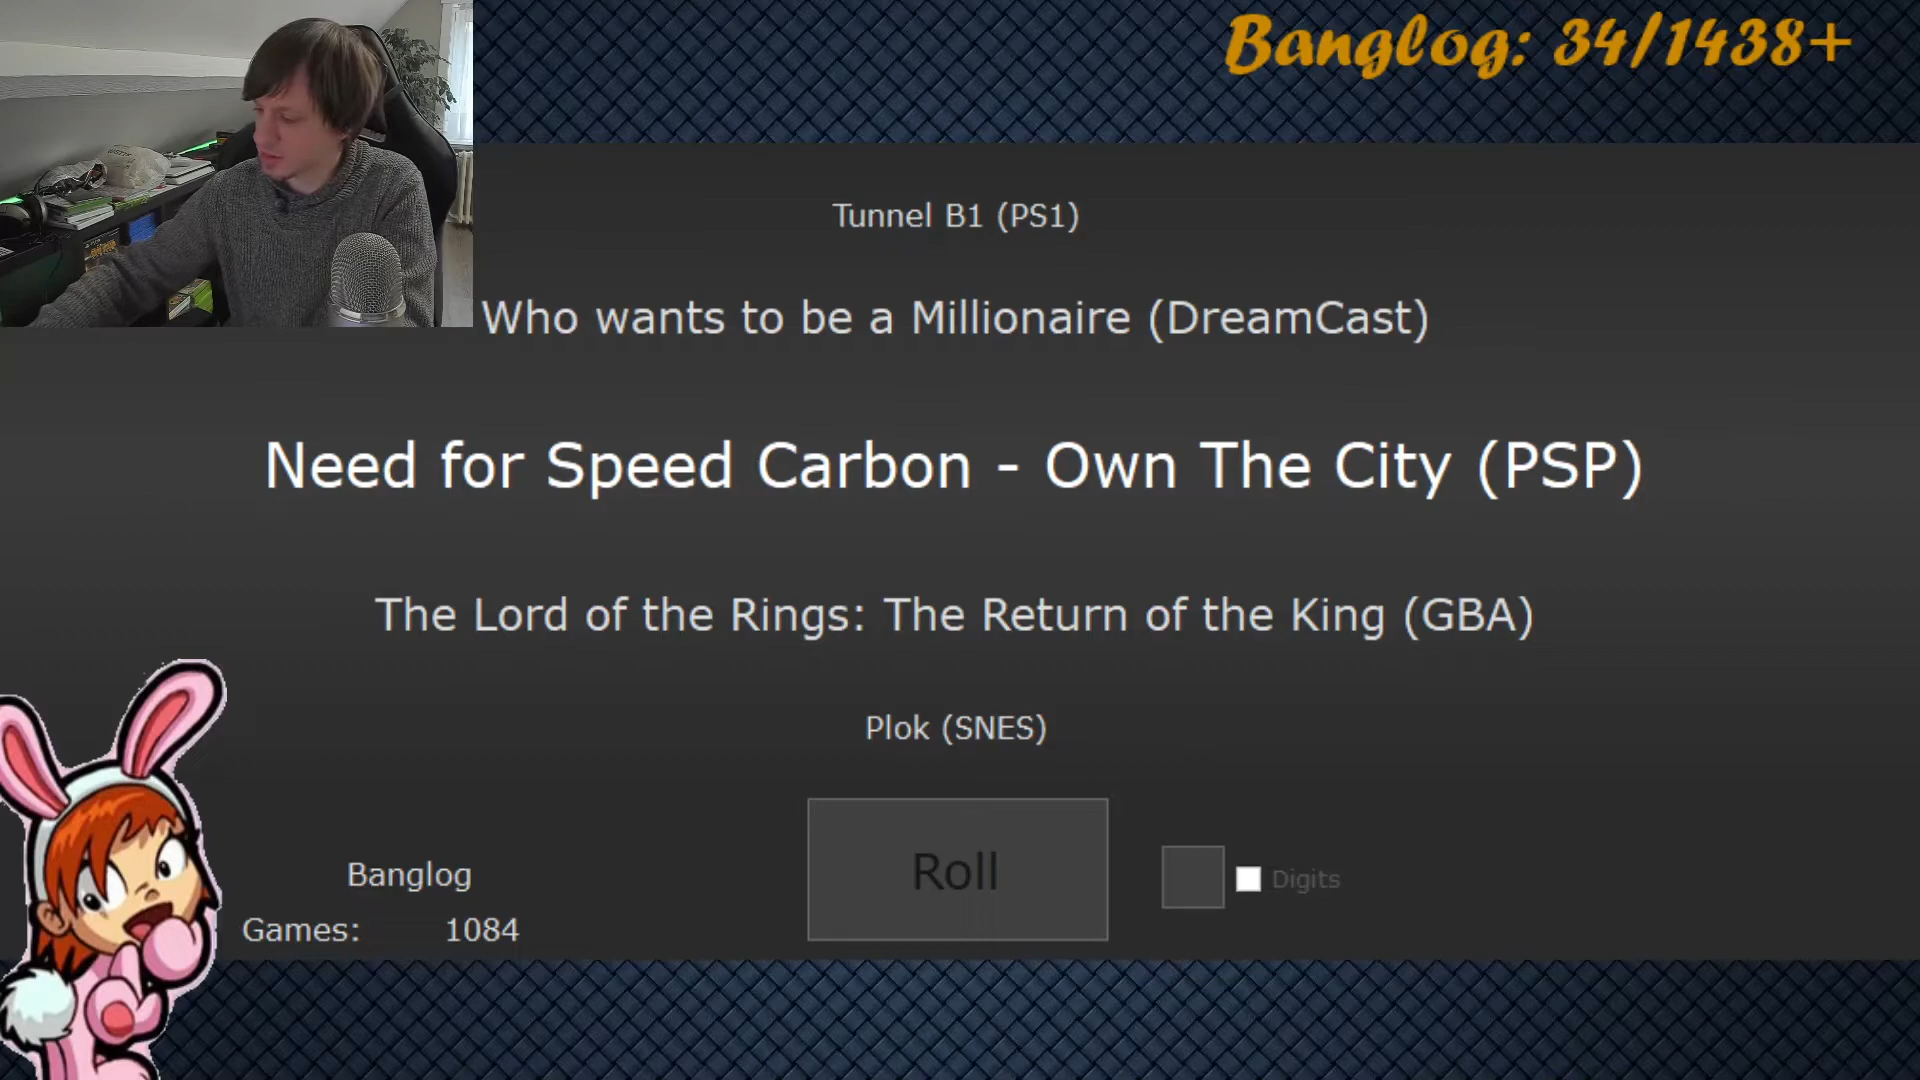 Banglog: 34/1438+
Tunnel B1 (PS1)
Who wants to be a Millionaire (DreamCast)
Need for Speed Carbon - Own The City (PSP)
The Lord of the Rings: The Return of the King (GBA)
Plok (SNES)
Roll
Digits
Banglog
Games: 1084